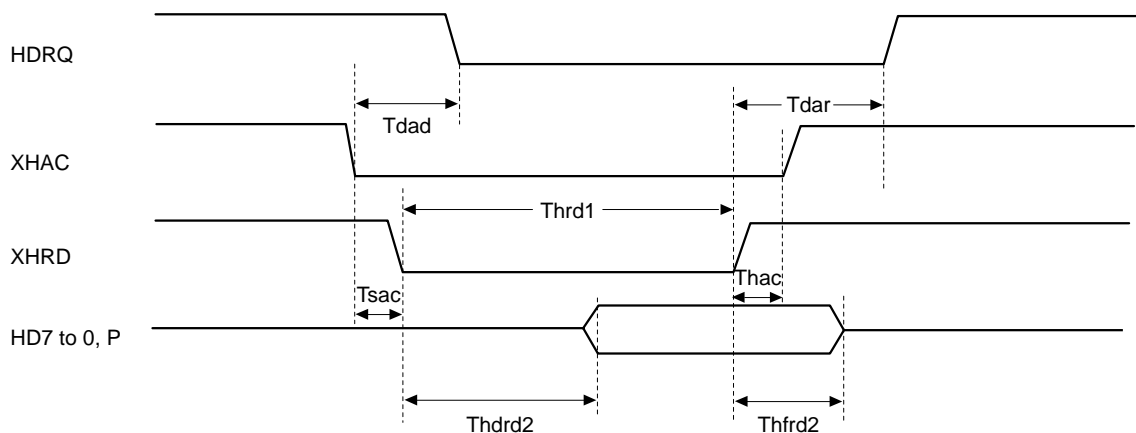 HDRQ
Tdad
Tdar
XHAC
Thrd1
XHRD
Tsac
Thac
HD7 to 0, P
Thdrd2
Thfrd2